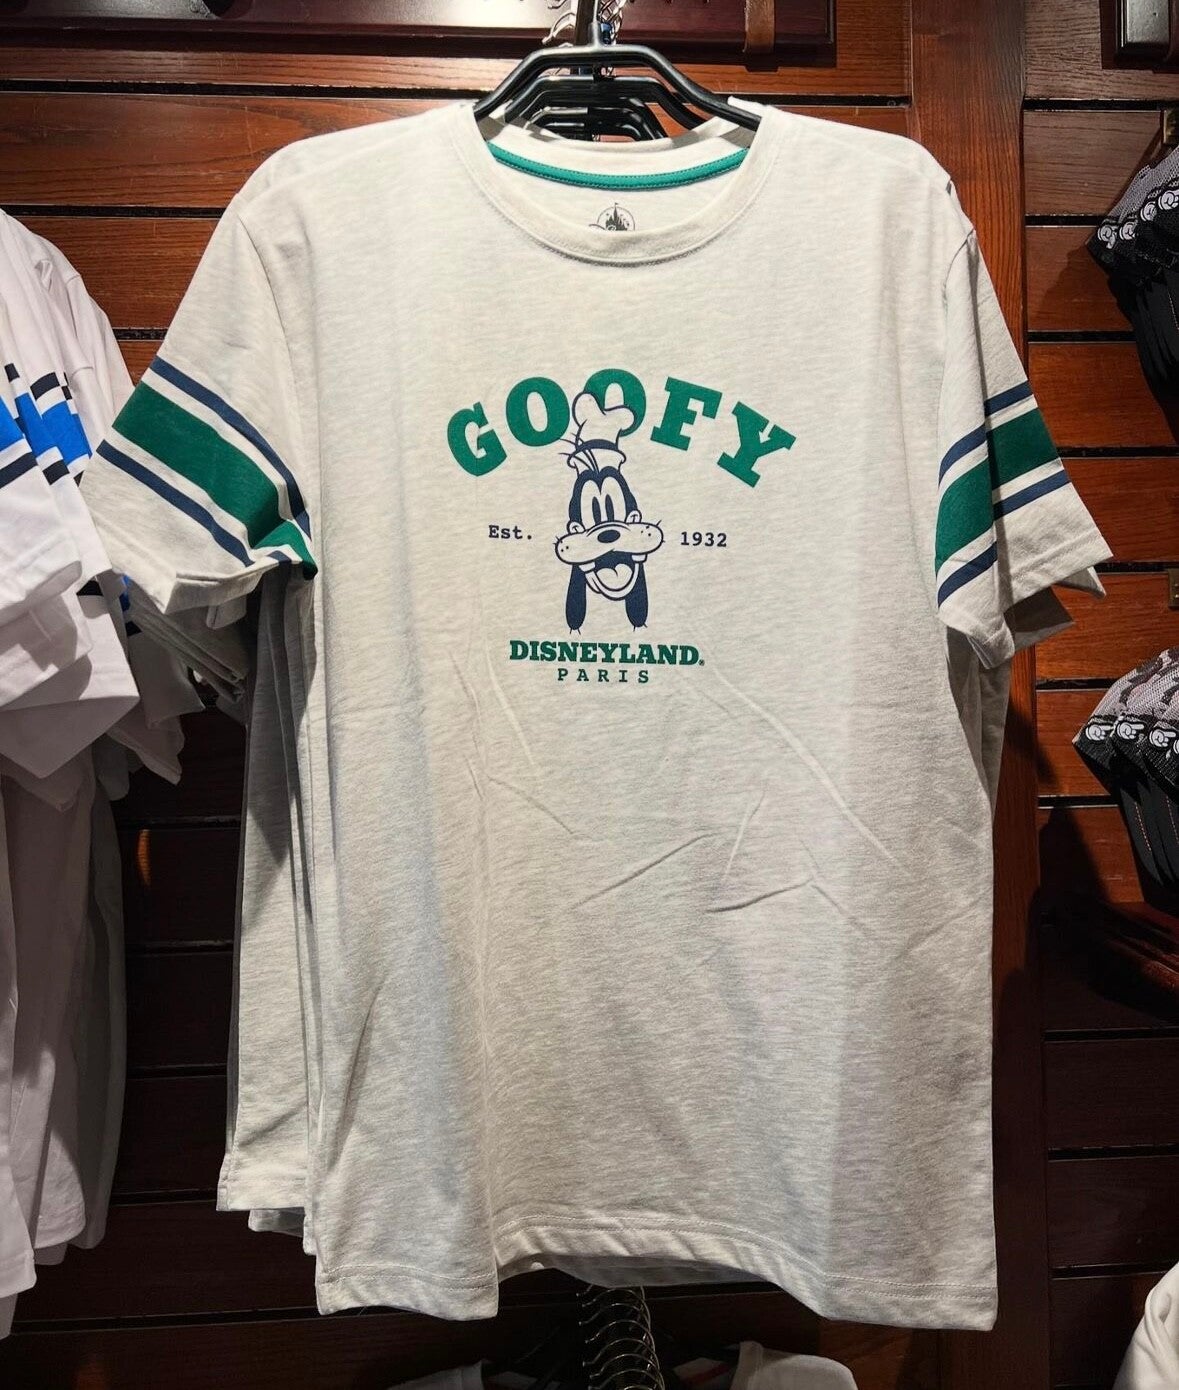 GOOFY
Est. 1932
DISNEYLAND®
PARIS